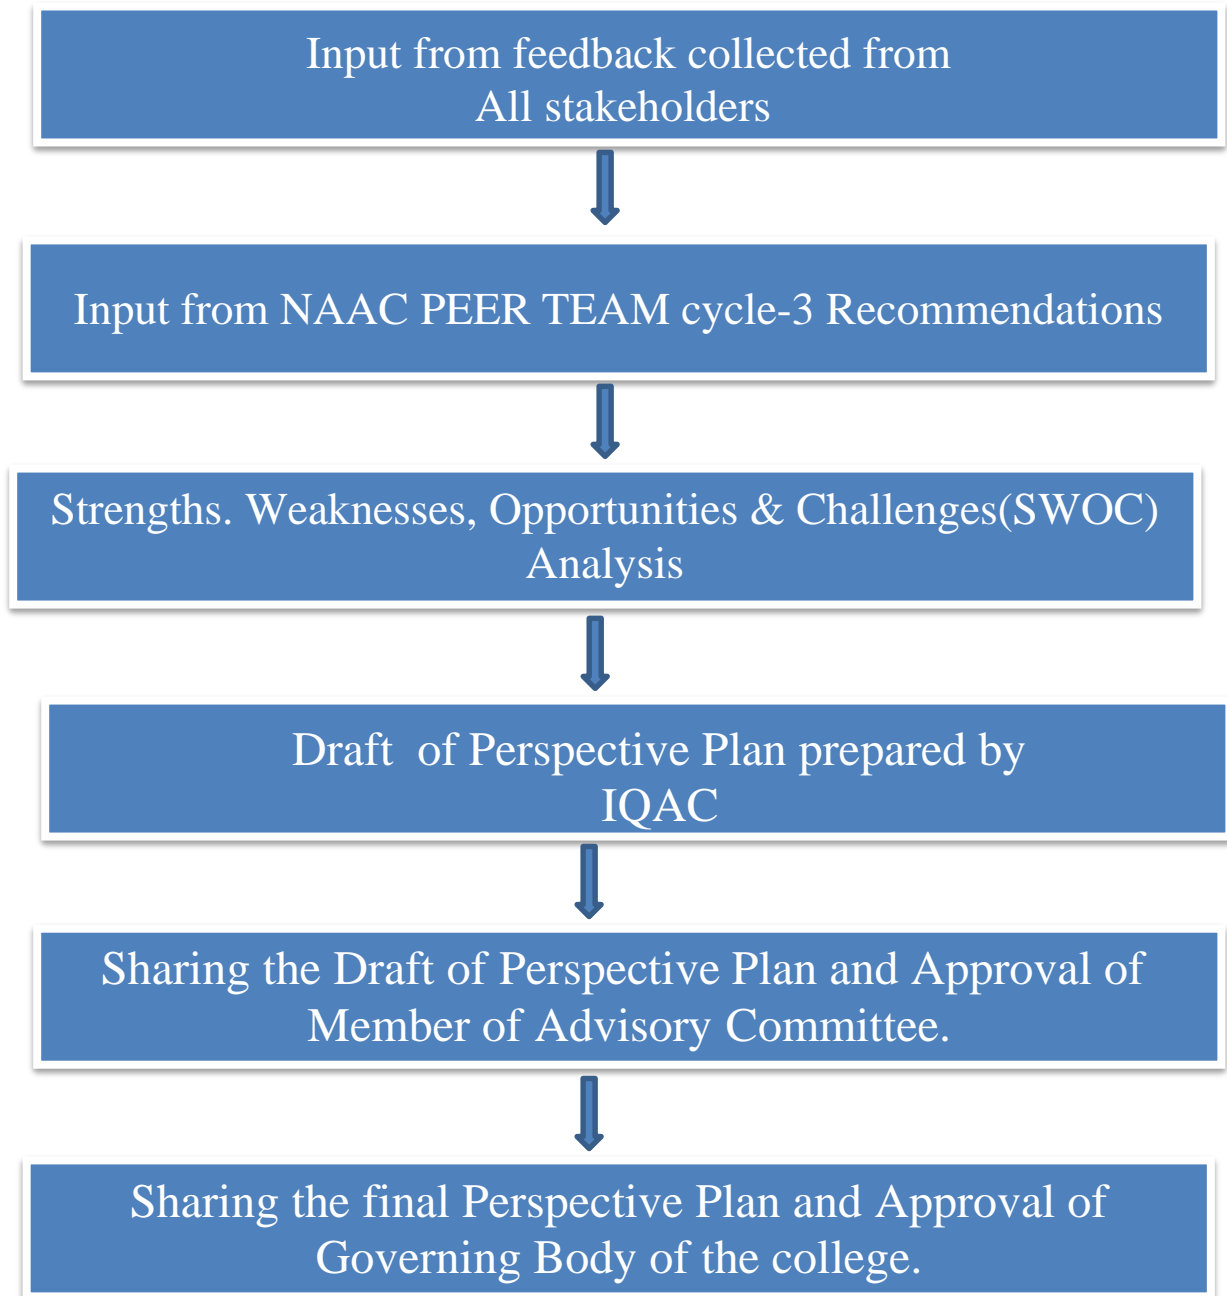 Input from feedback collected from
All stakeholders
Input from NAAC PEER TEAM cycle-3 Recommendations
Strengths. Weaknesses, Opportunities & Challenges(SWOC)
Analysis
Draft  of Perspective Plan prepared by
IQAC
Sharing the Draft of Perspective Plan and Approval of
Member of Advisory Committee.
Sharing the final Perspective Plan and Approval of
Governing Body of the college.